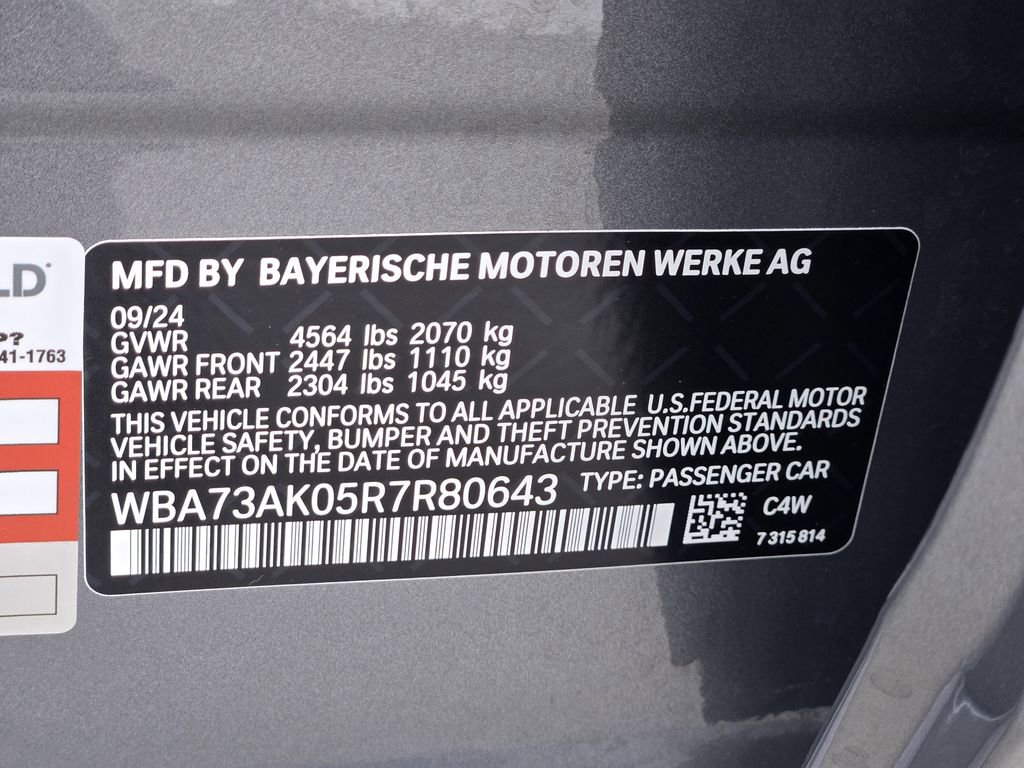 LD
P?
41-1763
MFD BY BAYERISCHE MOTOREN WERKE AG
09/24
GVWR 4564 lbs 2070 kg
GAWR FRONT 2447 lbs 1110 kg
GAWR REAR 2304 lbs 1045 kg
THIS VEHICLE CONFORMS TO ALL APPLICABLE U.S.FEDERAL MOTOR
VEHICLE SAFETY, BUMPER AND THEFT PREVENTION STANDARDS
IN EFFECT ON THE DATE OF MANUFACTURE SHOWN ABOVE.
WBA73AK05R7R80643 TYPE: PASSENGER CAR
C4W
7315814